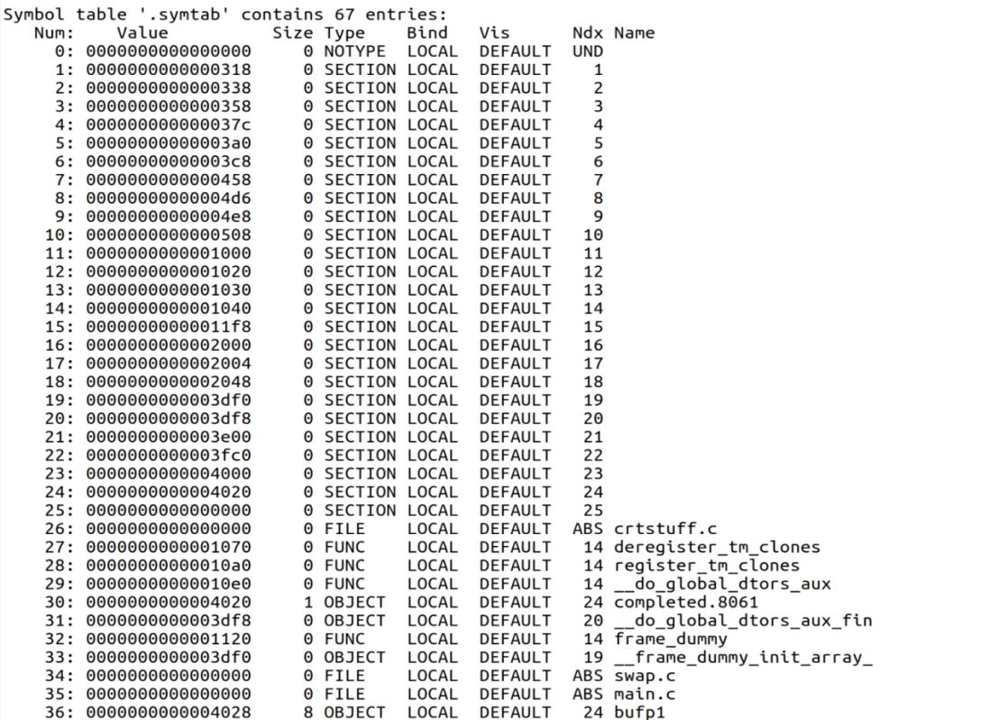 Symbol table '.symtab' contains 67 entries:
   Num:    Value          Size Type    Bind   Vis      Ndx Name
     0: 0000000000000000     0 NOTYPE  LOCAL  DEFAULT  UND
     1: 0000000000000318     0 SECTION LOCAL  DEFAULT    1
     2: 0000000000000338     0 SECTION LOCAL  DEFAULT    2
     3: 0000000000000358     0 SECTION LOCAL  DEFAULT    3
     4: 000000000000037c     0 SECTION LOCAL  DEFAULT    4
     5: 00000000000003a0     0 SECTION LOCAL  DEFAULT    5
     6: 00000000000003c8     0 SECTION LOCAL  DEFAULT    6
     7: 0000000000000458     0 SECTION LOCAL  DEFAULT    7
     8: 00000000000004d6     0 SECTION LOCAL  DEFAULT    8
     9: 00000000000004e8     0 SECTION LOCAL  DEFAULT    9
    10: 0000000000000508     0 SECTION LOCAL  DEFAULT   10
    11: 0000000000001000     0 SECTION LOCAL  DEFAULT   11
    12: 0000000000001020     0 SECTION LOCAL  DEFAULT   12
    13: 0000000000001030     0 SECTION LOCAL  DEFAULT   13
    14: 0000000000001040     0 SECTION LOCAL  DEFAULT   14
    15: 00000000000011f8     0 SECTION LOCAL  DEFAULT   15
    16: 0000000000002000     0 SECTION LOCAL  DEFAULT   16
    17: 0000000000002004     0 SECTION LOCAL  DEFAULT   17
    18: 0000000000002048     0 SECTION LOCAL  DEFAULT   18
    19: 0000000000003df0     0 SECTION LOCAL  DEFAULT   19
    20: 0000000000003df8     0 SECTION LOCAL  DEFAULT   20
    21: 0000000000003e00     0 SECTION LOCAL  DEFAULT   21
    22: 0000000000003fc0     0 SECTION LOCAL  DEFAULT   22
    23: 0000000000004000     0 SECTION LOCAL  DEFAULT   23
    24: 0000000000004020     0 SECTION LOCAL  DEFAULT   24
    25: 0000000000000000     0 SECTION LOCAL  DEFAULT   25
    26: 0000000000000000     0 FILE    LOCAL  DEFAULT  ABS crtstuff.c
    27: 0000000000001070     0 FUNC    LOCAL  DEFAULT   14 deregister_tm_clones
    28: 00000000000010a0     0 FUNC    LOCAL  DEFAULT   14 register_tm_clones
    29: 00000000000010e0     0 FUNC    LOCAL  DEFAULT   14 __do_global_dtors_aux
    30: 0000000000004020     1 OBJECT  LOCAL  DEFAULT   24 completed.8061
    31: 0000000000003df8     0 OBJECT  LOCAL  DEFAULT   20 __do_global_dtors_aux_fin
    32: 0000000000001120     0 FUNC    LOCAL  DEFAULT   14 frame_dummy
    33: 0000000000003df0     0 OBJECT  LOCAL  DEFAULT   19 __frame_dummy_init_array_
    34: 0000000000000000     0 FILE    LOCAL  DEFAULT  ABS swap.c
    35: 0000000000000000     0 FILE    LOCAL  DEFAULT  ABS main.c
    36: 0000000000004028     8 OBJECT  LOCAL  DEFAULT   24 bufp1